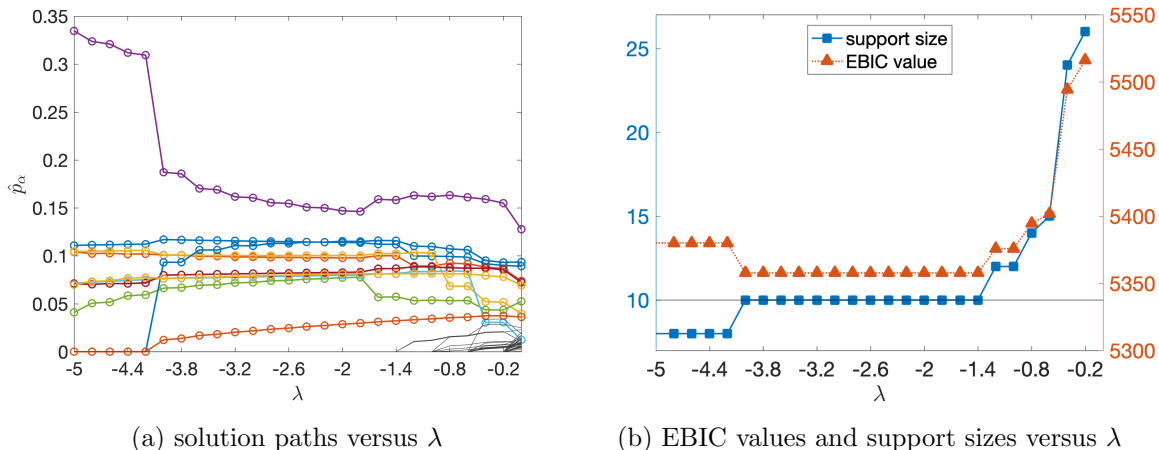 0.35
0.3
0.25
0.2
0.15
0.1
0.05
0
p̂α
-5 -4.4 -3.8 -3.2 -2.6 -2 -1.4 -0.8 -0.2
λ
(a) solution paths versus λ
support size
EBIC value
25
20
15
10
5550
5500
5450
5400
5350
5300
-5 -4.4 -3.8 -3.2 -2.6 -2 -1.4 -0.8 -0.2
λ
(b) EBIC values and support sizes versus λ